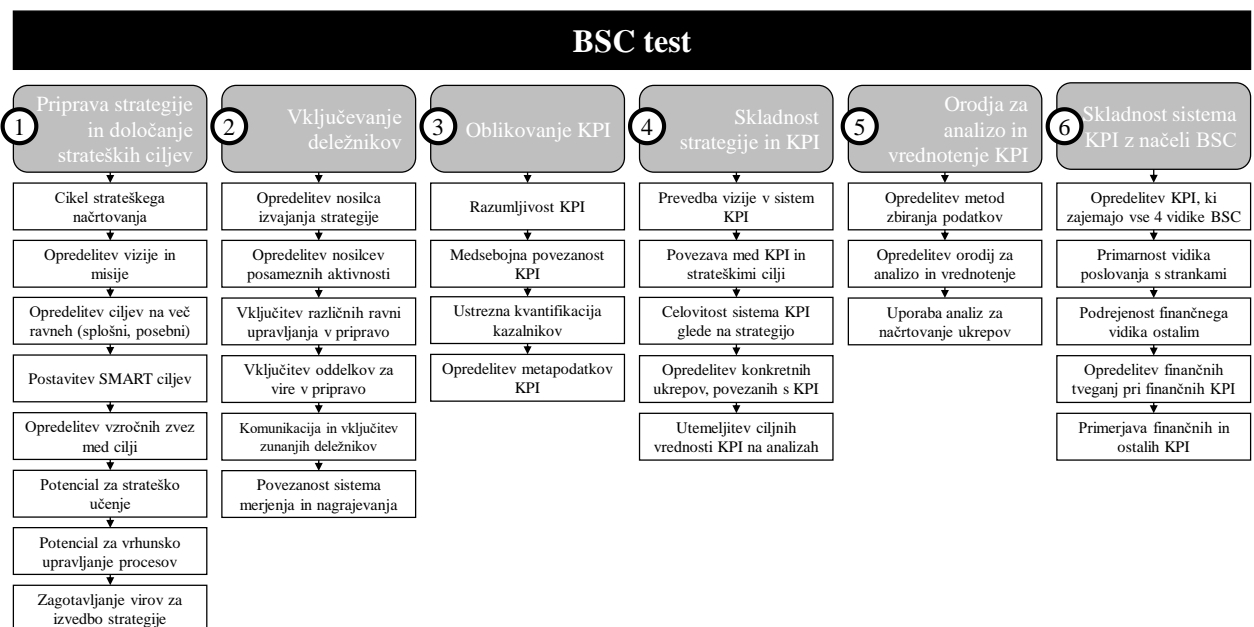 BSC test
1
Priprava strategije
in določanje
strateških ciljev
Cikel strateškega
načrtovanja
Opredelitev vizije in
misije
Opredelitev ciljev na več
ravneh (splošni, posebni)
Postavitev SMART ciljev
Opredelitev vzročnih zvez
med cilji
Potencial za strateško
učenje
Potencial za vrhunsko
upravljanje procesov
Zagotavljanje virov za
izvedbo strategije
2
Vključevanje
deležnikov
Opredelitev nosilca
izvajanja strategije
Opredelitev nosilcev
posameznih aktivnosti
Vključitev različnih ravni
upravljanja v pripravo
Vključitev oddelkov za
vire v pripravo
Komunikacija in vključitev
zunanjih deležnikov
Povezanost sistema
merjenja in nagrajevanja
3
Oblikovanje KPI
Razumljivost KPI
Medsebojna povezanost
KPI
Ustrezna kvantifikacija
kazalnikov
Opredelitev metapodatkov
KPI
4
Skladnost
strategije in KPI
Prevedba vizije v sistem
KPI
Povezava med KPI in
strateškimi cilji
Celovitost sistema KPI
glede na strategijo
Opredelitev konkretnih
ukrepov, povezanih s KPI
Utemeljitev ciljnih
vrednosti KPI na analizah
5
Orodja za
analizo in
vrednotenje KPI
Opredelitev metod
zbiranja podatkov
Opredelitev orodij za
analizo in vrednotenje
Uporaba analiz za
načrtovanje ukrepov
6
Skladnost sistema
KPI z načeli BSC
Opredelitev KPI, ki
zajemajo vse 4 vidike BSC
Primarnost vidika
poslovanja s strankami
Podrejenost finančnega
vidika ostalim
Opredelitev finančnih
tveganj pri finančnih KPI
Primerjava finančnih in
ostalih KPI